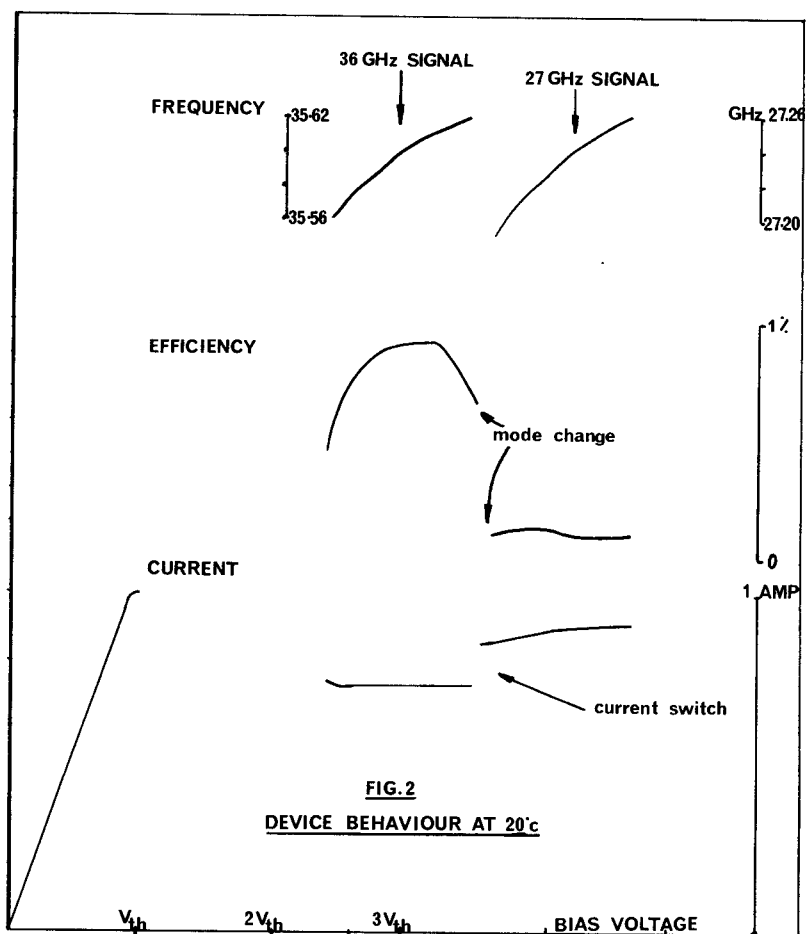 36 GHz SIGNAL
27 GHz SIGNAL
FREQUENCY
35·62
GHz 27.26
35·56
27·20
EFFICIENCY
1%
mode change
0
CURRENT
1 AMP
current switch
FIG.2
DEVICE BEHAVIOUR AT 20°c
Vth
2Vth
3Vth
BIAS VOLTAGE